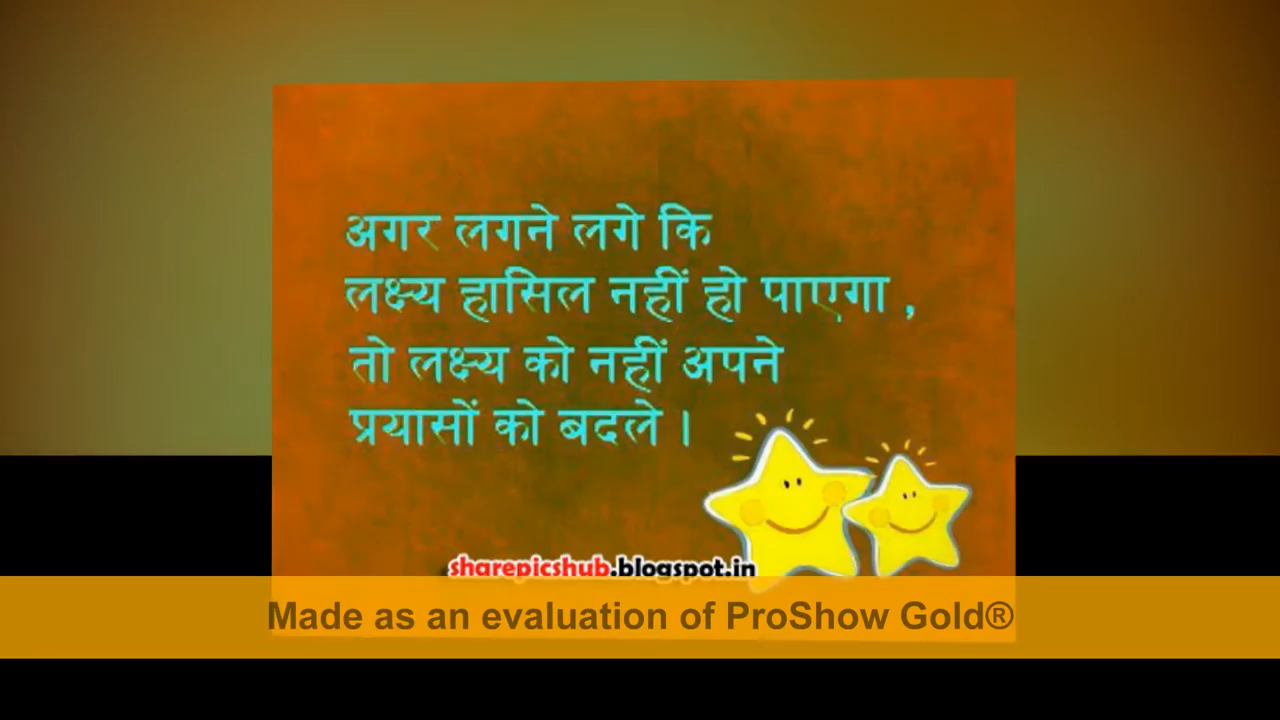 अगर लगने लगे कि
लक्ष्य हासिल नहीं हो पाएगा ,
तो लक्ष्य को नहीं अपने
प्रयासों को बदले ।
sharepicshub.blogspot.in
Made as an evaluation of ProShow Gold®